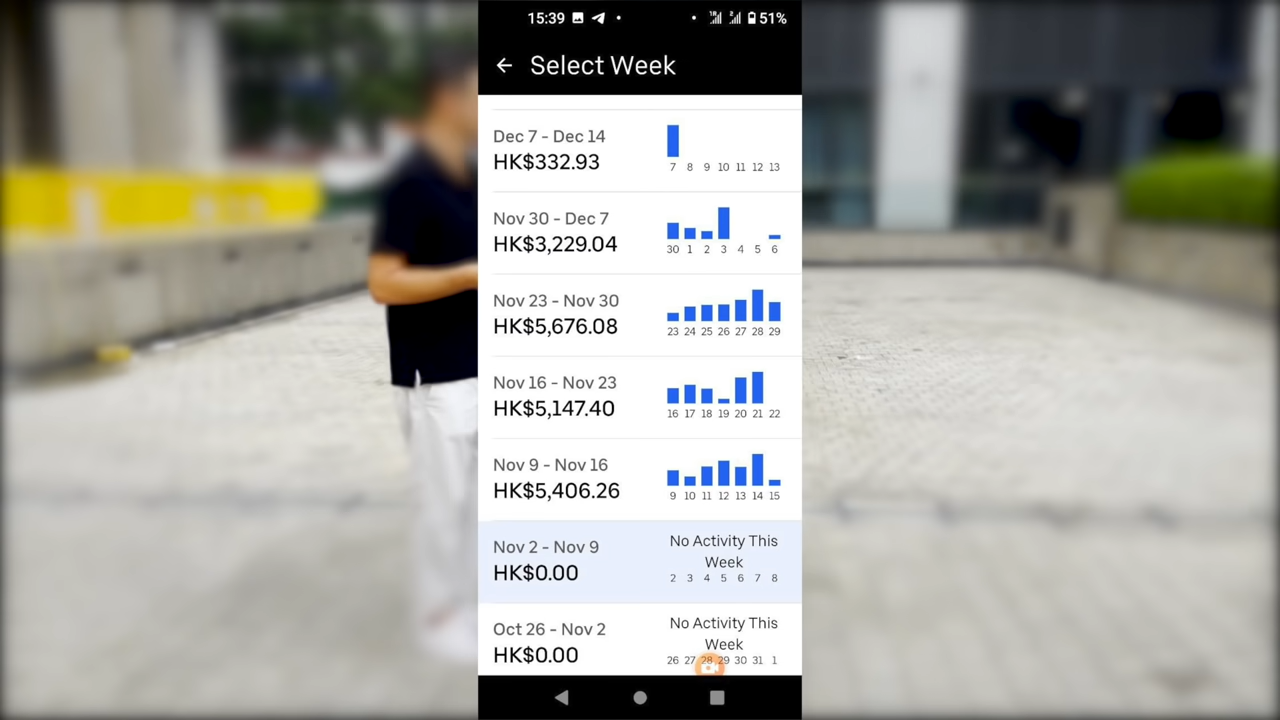 15:39
51%
Select Week
Dec 7 - Dec 14
HK$332.93
7 8 9 10 11 12 13
Nov 30 - Dec 7
HK$3,229.04
30 1 2 3 4 5 6
Nov 23 - Nov 30
HK$5,676.08
23 24 25 26 27 28 29
Nov 16 - Nov 23
HK$5,147.40
16 17 18 19 20 21 22
Nov 9 - Nov 16
HK$5,406.26
9 10 11 12 13 14 15
Nov 2 - Nov 9
HK$0.00
No Activity This
Week
2 3 4 5 6 7 8
Oct 26 - Nov 2
HK$0.00
No Activity This
Week
26 27 28 29 30 31 1